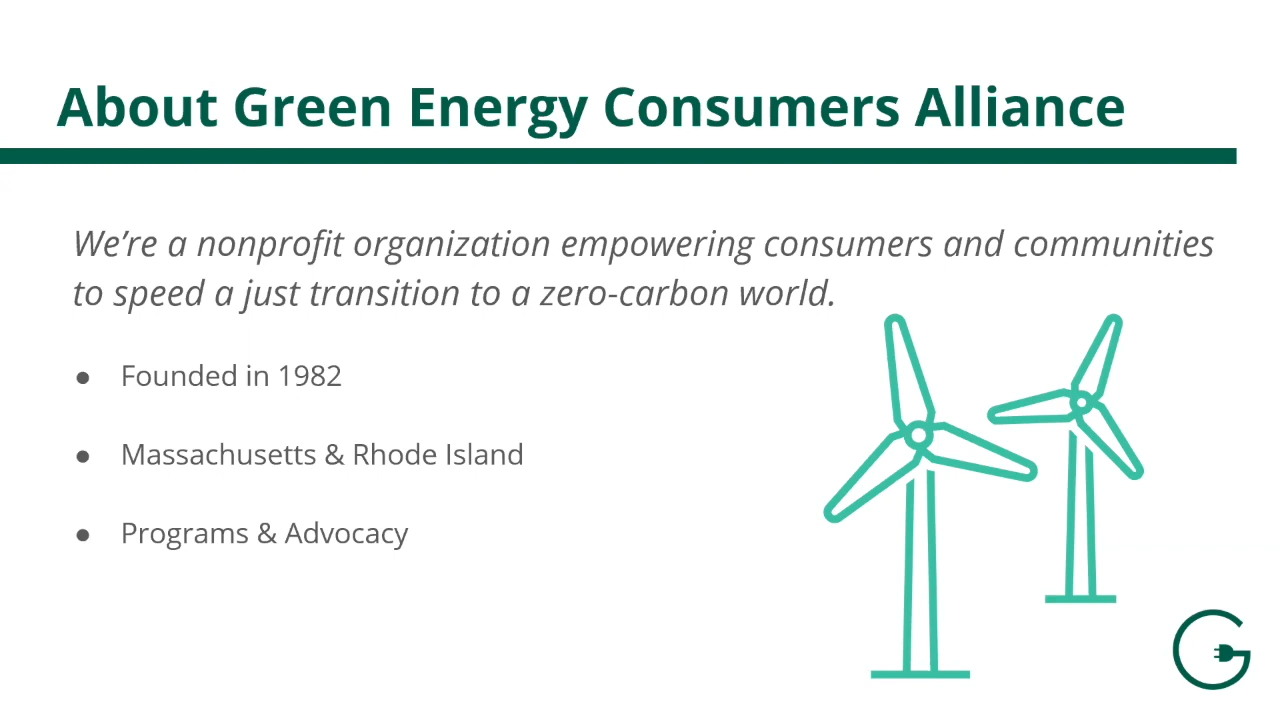 About Green Energy Consumers Alliance
We’re a nonprofit organization empowering consumers and communities
to speed a just transition to a zero-carbon world.
● Founded in 1982
● Massachusetts & Rhode Island
● Programs & Advocacy